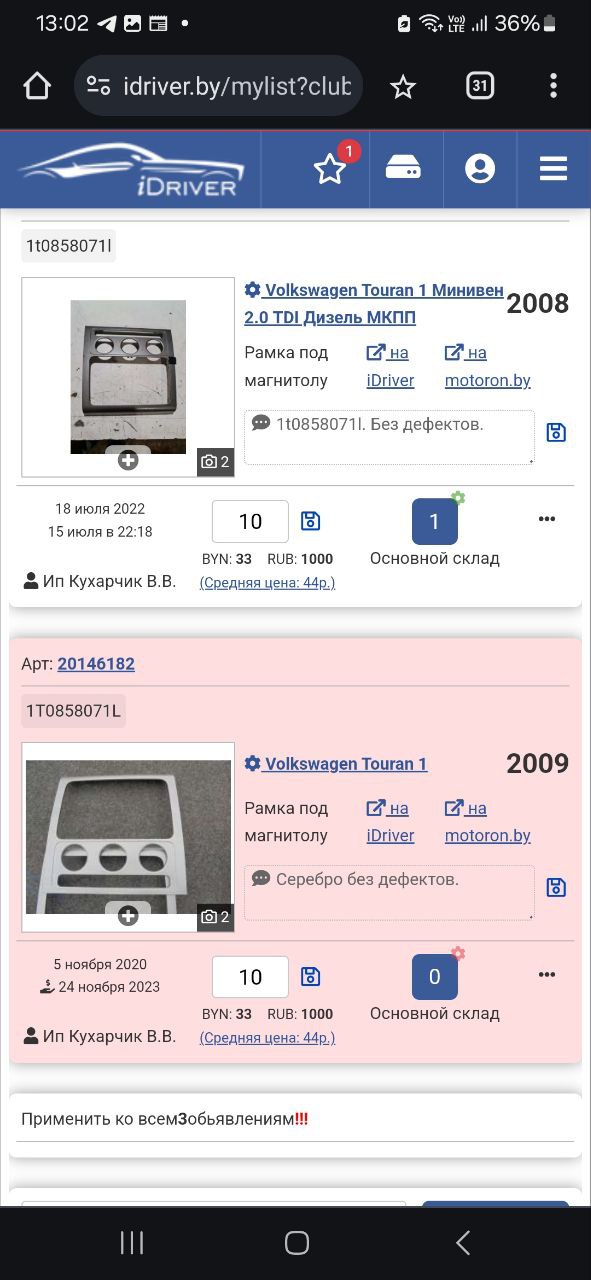 13:02 Vo)) LTE 36%
idriver.by/mylist?club 31
iDRIVER 1
1t0858071l
Volkswagen Touran 1 Минивен 2008
2.0 TDI Дизель МКПП
Рамка под на на
магнитолу iDriver motoron.by
1t0858071l. Без дефектов.
2
18 июля 2022
15 июля в 22:18
10
1
BYN: 33 RUB: 1000
Основной склад
Ип Кухарчик В.В.
(Средняя цена: 44р.)
Арт: 20146182
1T0858071L
Volkswagen Touran 1 2009
Рамка под на на
магнитолу iDriver motoron.by
Серебро без дефектов.
2
5 ноября 2020
24 ноября 2023
10
0
BYN: 33 RUB: 1000
Основной склад
Ип Кухарчик В.В.
(Средняя цена: 44р.)
Применить ко всем3обьявлениям!!!